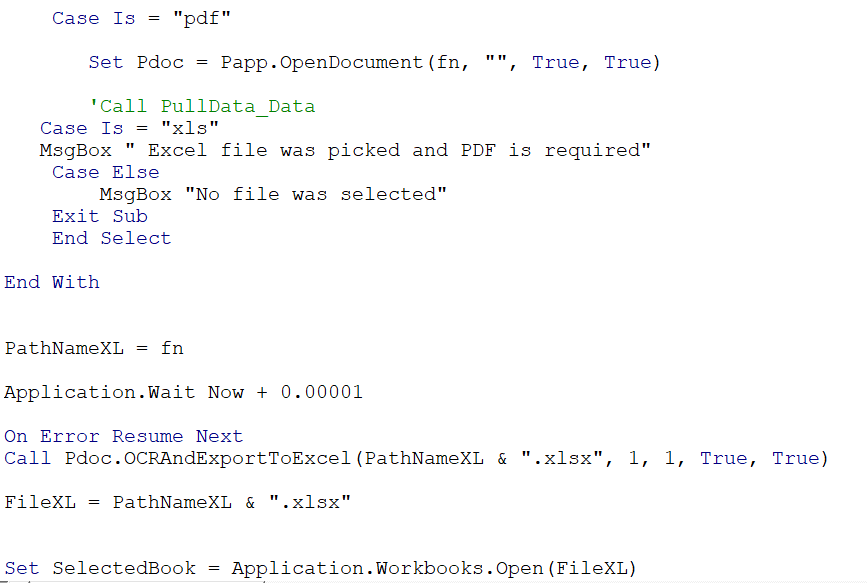 Case Is = "pdf"
Set Pdoc = Papp.OpenDocument(fn, "", True, True)
'Call PullData_Data
Case Is = "xls"
MsgBox " Excel file was picked and PDF is required"
Case Else
MsgBox "No file was selected"
Exit Sub
End Select
End With
PathNameXL = fn
Application.Wait Now + 0.00001
On Error Resume Next
Call Pdoc.OCRAndExportToExcel(PathNameXL & ".xlsx", 1, 1, True, True)
FileXL = PathNameXL & ".xlsx"
Set SelectedBook = Application.Workbooks.Open(FileXL)